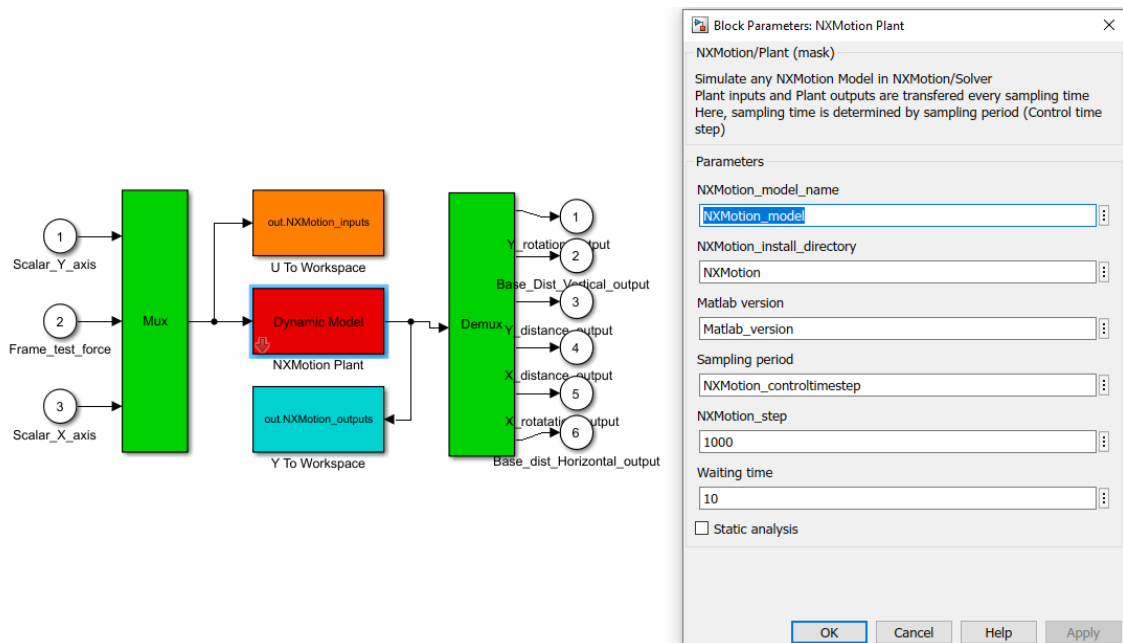 1
Scalar_Y_axis
2
Frame_test_force
3
Scalar_X_axis
Mux
out.NXMotion_inputs
U To Workspace
Dynamic Model
NXMotion Plant
out.NXMotion_outputs
Y To Workspace
Demux
1
Y_rotation_output
2
Base_Dist_Vertical_output
3
Y_distance_output
4
X_distance_output
5
X_rotatation_output
6
Base_dist_Horizontal_output
Block Parameters: NXMotion Plant
NXMotion/Plant (mask)
Simulate any NXMotion Model in NXMotion/Solver
Plant inputs and Plant outputs are transfered every sampling time
Here, sampling time is determined by sampling period (Control time
step)
Parameters
NXMotion_model_name
NXMotion_model
NXMotion_install_directory
NXMotion
Matlab version
Matlab_version
Sampling period
NXMotion_controltimestep
NXMotion_step
1000
Waiting time
10
Static analysis
OK
Cancel
Help
Apply